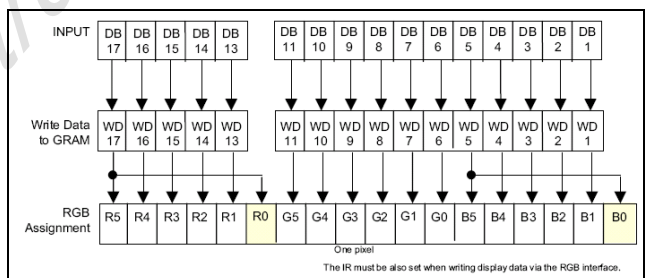 INPUT DB 17 DB 16 DB 15 DB 14 DB 13 DB 11 DB 10 DB 9 DB 8 DB 7 DB 6 DB 5 DB 4 DB 3 DB 2 DB 1
Write Data to GRAM WD 17 WD 16 WD 15 WD 14 WD 13 WD 11 WD 10 WD 9 WD 8 WD 7 WD 6 WD 5 WD 4 WD 3 WD 2 WD 1
RGB Assignment R5 R4 R3 R2 R1 R0 G5 G4 G3 G2 G1 G0 B5 B4 B3 B2 B1 B0
One pixel
The IR must be also set when writing display data via the RGB interface.